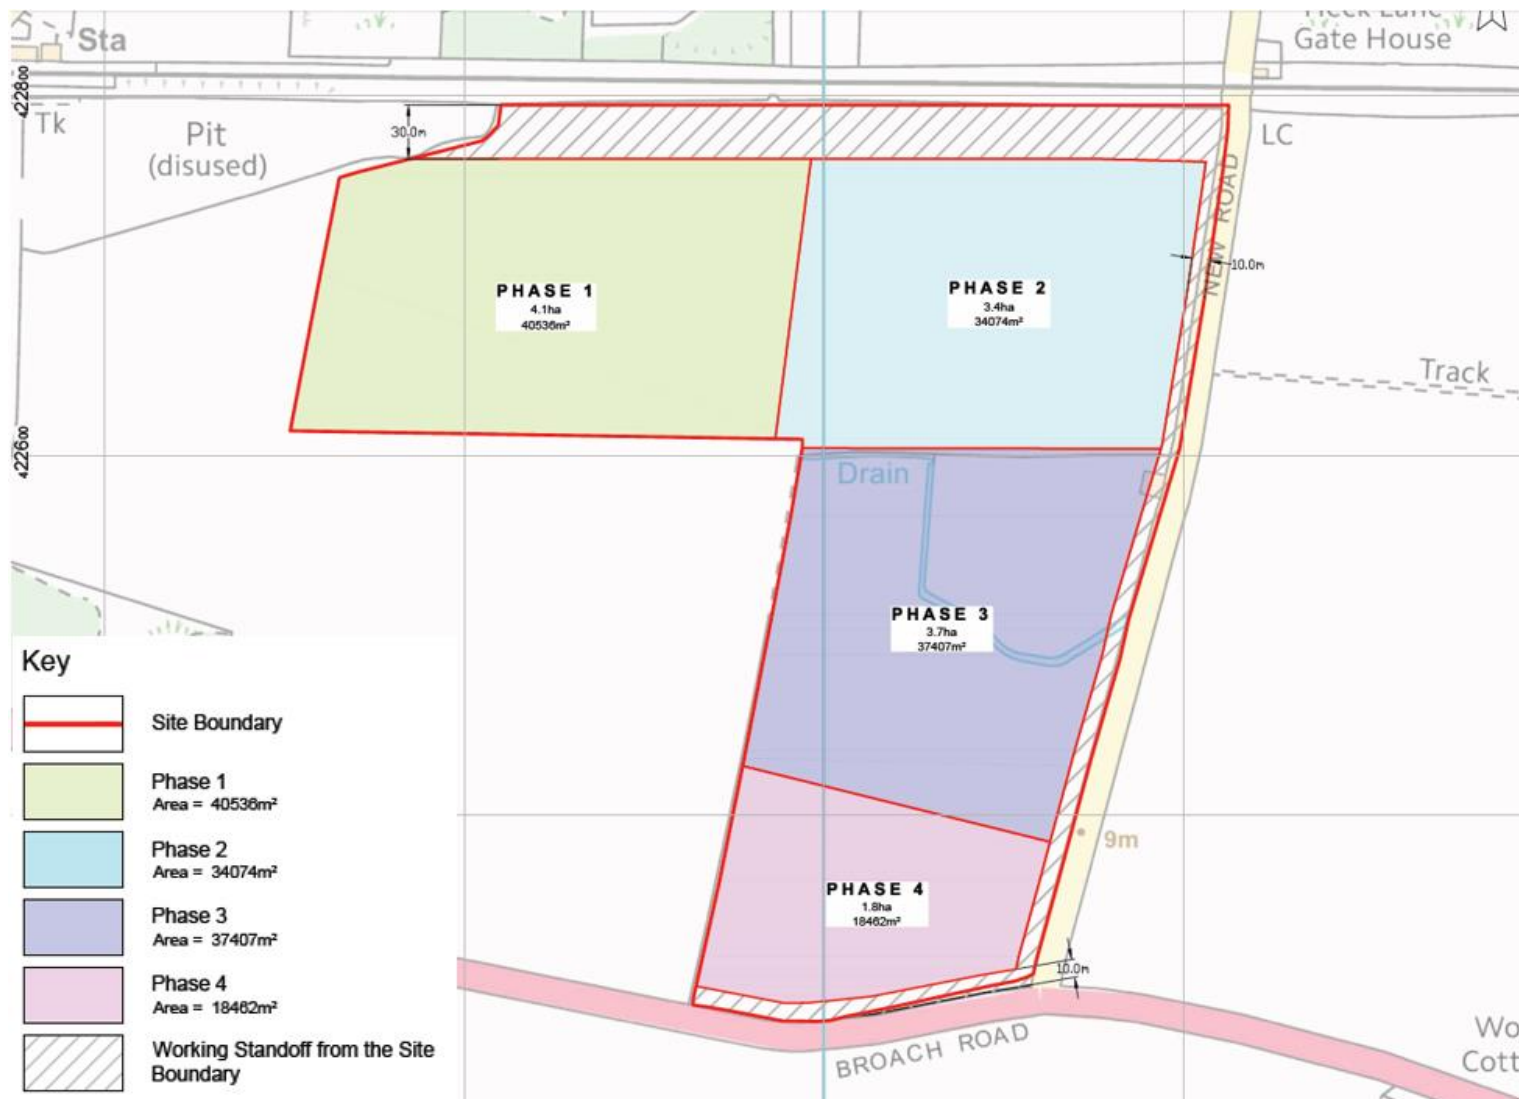 Sta
Gate House
422800
Tk
Pit
(disused)
30.0m
LC
NEW ROAD
10.0m
PHASE 1
4.1ha
40536m²
PHASE 2
3.4ha
34074m²
Track
422600
Drain
PHASE 3
3.7ha
37407m²
Key
Site Boundary
Phase 1
Area = 40536m²
Phase 2
Area = 34074m²
Phase 3
Area = 37407m²
Phase 4
Area = 18462m²
Working Standoff from the Site
Boundary
9m
PHASE 4
1.8ha
18462m²
10.0m
BROACH ROAD
Wo
Cott